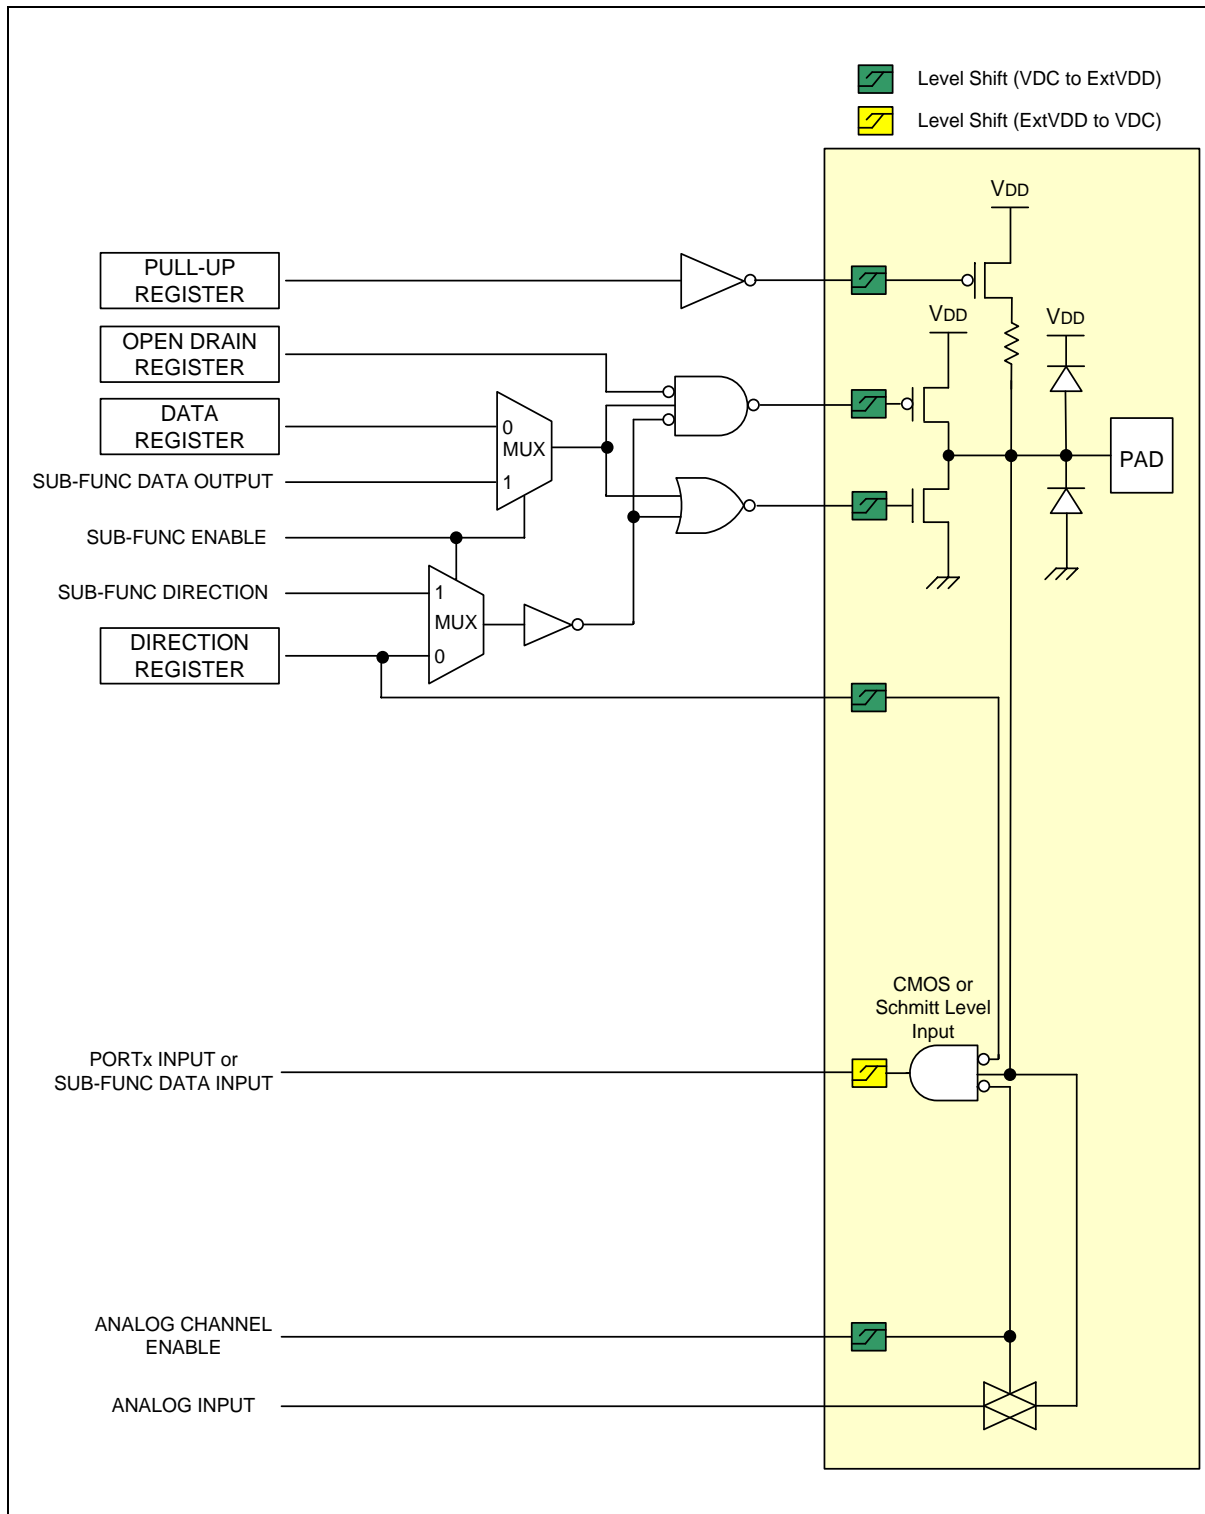 Level Shift (VDC to ExtVDD)
Level Shift (ExtVDD to VDC)
VDD
PULL-UP
REGISTER
VDD
VDD
OPEN DRAIN
REGISTER
DATA
REGISTER
0
MUX
1
PAD
SUB-FUNC DATA OUTPUT
SUB-FUNC ENABLE
SUB-FUNC DIRECTION
1
MUX
0
DIRECTION
REGISTER
CMOS or
Schmitt Level
Input
PORTx INPUT or
SUB-FUNC DATA INPUT
ANALOG CHANNEL
ENABLE
ANALOG INPUT